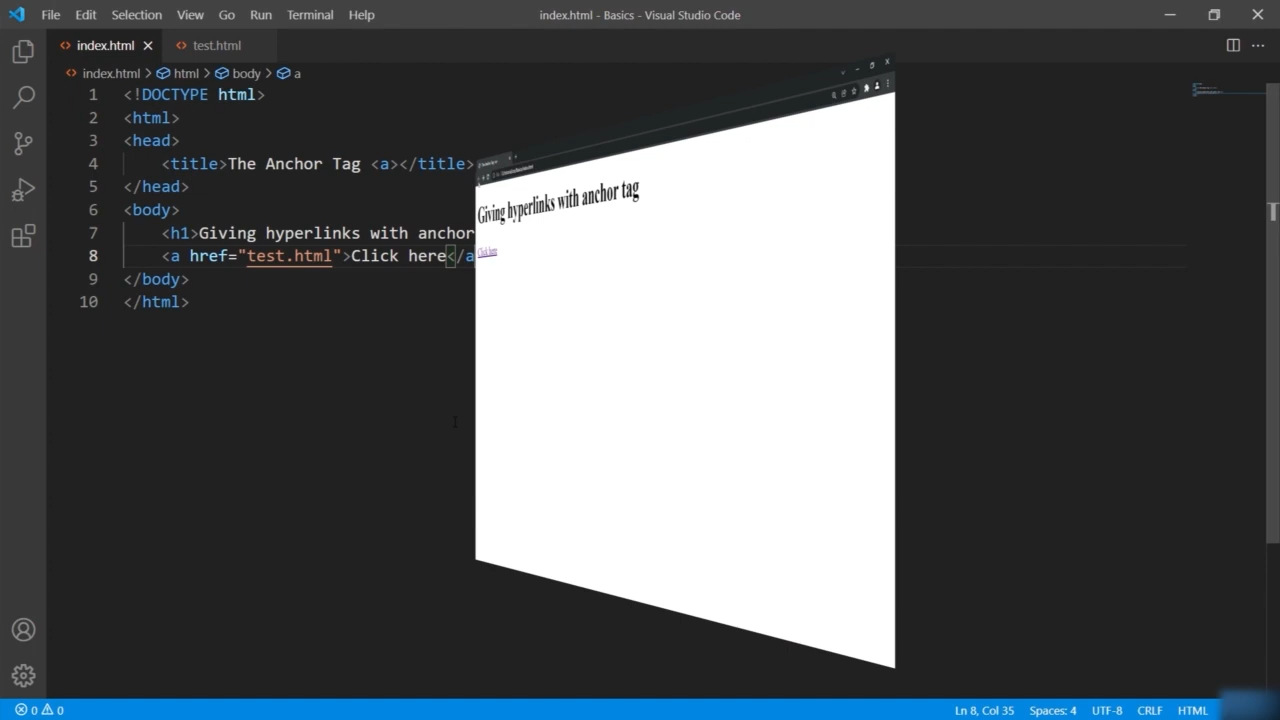 File Edit Selection View Go Run Terminal Help
index.html - Basics - Visual Studio Code
index.html
test.html
index.html > html > body > a
1 <!DOCTYPE html>
2 <html>
3 <head>
4 <title>The Anchor Tag <a></title>
5 </head>
6 <body>
7 <h1>Giving hyperlinks with anchor
8 <a href="test.html">Click here</a
9 </body>
10 </html>
Giving hyperlinks with anchor tag
Click here
0 0
Ln 8, Col 35 Spaces: 4 UTF-8 CRLF HTML